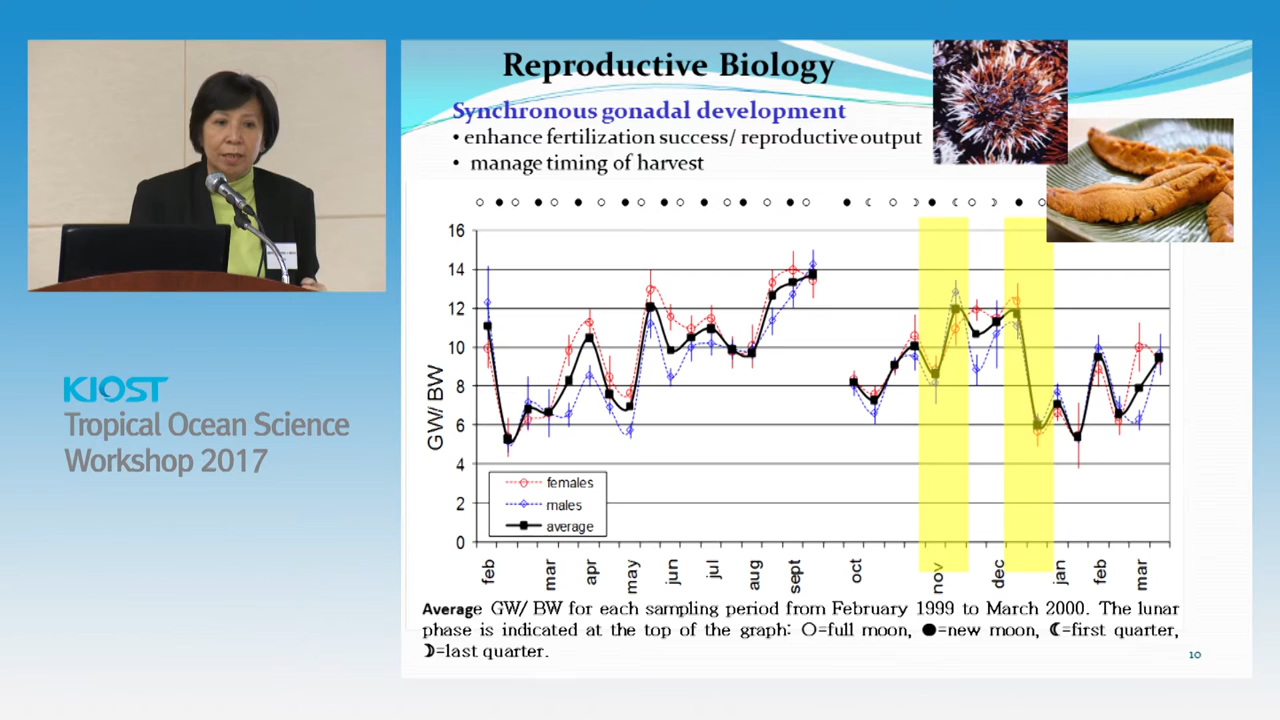 Reproductive Biology
Synchronous gonadal development
• enhance fertilization success/ reproductive output
• manage timing of harvest
16
14
12
10
8
6
4
2
0
GW/ BW
females
males
average
feb
mar
apr
may
jun
jul
aug
sept
oct
nov
dec
jan
feb
mar
Average GW/ BW for each sampling period from February 1999 to March 2000. The lunar
phase is indicated at the top of the graph: ○=full moon, ●=new moon, ☾=first quarter,
☽=last quarter.
10
KIOST
Tropical Ocean Science
Workshop 2017